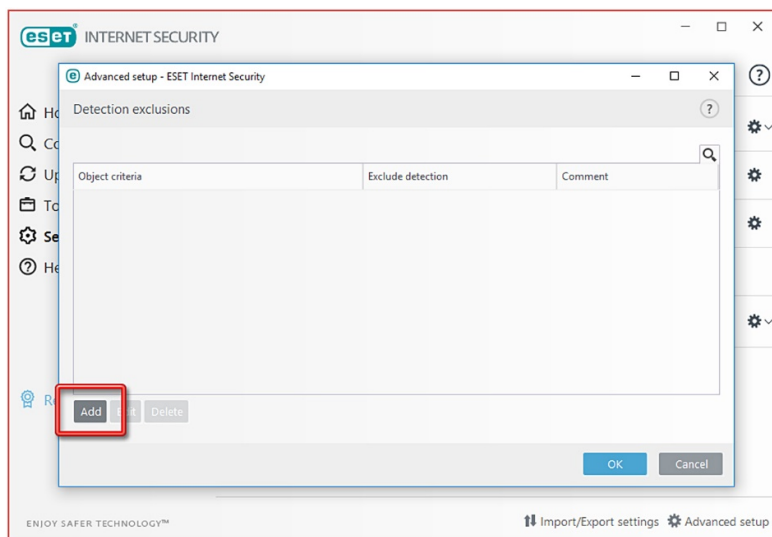 eset INTERNET SECURITY
Advanced setup - ESET Internet Security
Detection exclusions
Object criteria Exclude detection Comment
Add Edit Delete
OK Cancel
ENJOY SAFER TECHNOLOGY™
Import/Export settings Advanced setup